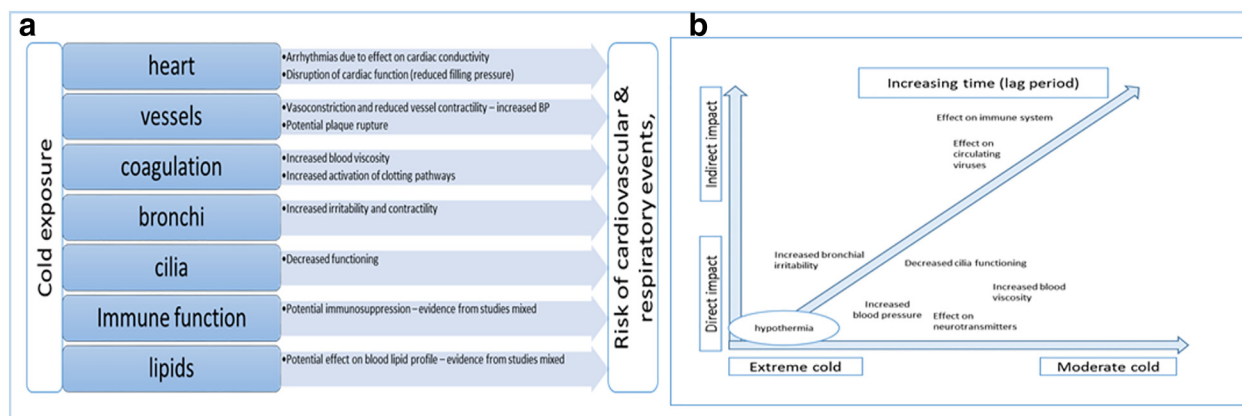 a
Cold exposure
heart
•Arrhythmias due to effect on cardiac conductivity
•Disruption of cardiac function (reduced filling pressure)
vessels
•Vasoconstriction and reduced vessel contractility – increased BP
•Potential plaque rupture
coagulation
•Increased blood viscosity
•Increased activation of clotting pathways
bronchi
•Increased irritability and contractility
cilia
•Decreased functioning
Immune function
•Potential immunosuppression – evidence from studies mixed
lipids
•Potential effect on blood lipid profile – evidence from studies mixed
Risk of cardiovascular &
respiratory events,
b
Increasing time (lag period)
Indirect impact
Direct impact
Effect on immune system
Effect on
circulating
viruses
Increased bronchial
irritability
Decreased cilia functioning
Increased blood
viscosity
Increased
blood pressure
Effect on
neurotransmitters
hypothermia
Extreme cold
Moderate cold